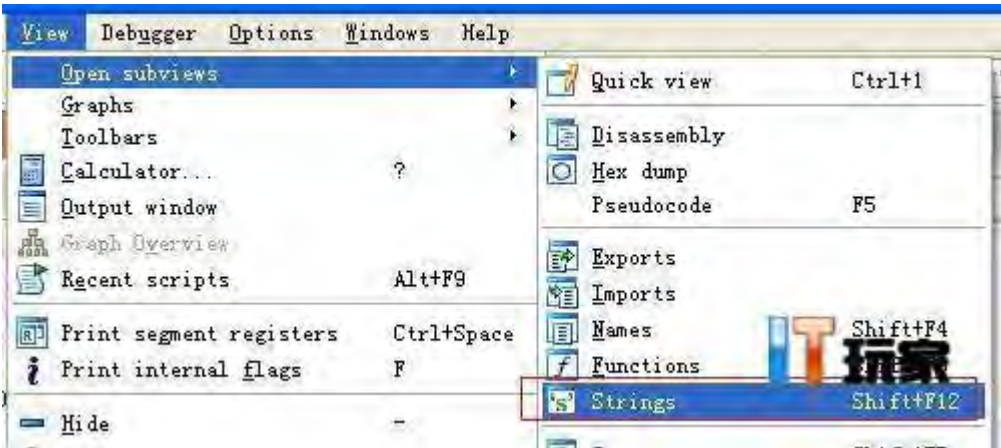 View Debugger Options Windows Help
Open subviews
Graphs
Toolbars
Calculator... ?
Output window
Graph Overview
Recent scripts Alt+F9
Print segment registers Ctrl+Space
Print internal flags F
Hide -
Quick view Ctrl+1
Disassembly
Hex dump
Pseudocode F5
Exports
Imports
Names Shift+F4
Functions
Strings Shift+F12
IT玩家